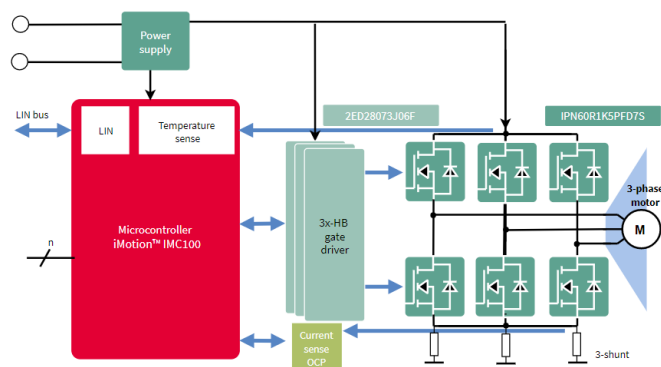 Power
supply
LIN bus
LIN
Temperature
sense
2ED28073J06F
IPN60R1K5PFD7S
3-phase
motor
M
Microcontroller
iMotion™ IMC100
3x-HB
gate
driver
n
Current
sense
OCP
3-shunt